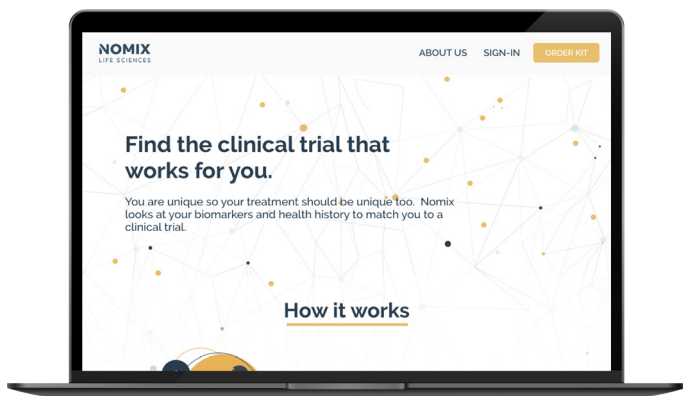 NOMIX
LIFE SCIENCES
ABOUT US SIGN-IN ORDER KIT
Find the clinical trial that
works for you.
You are unique so your treatment should be unique too. Nomix
looks at your biomarkers and health history to match you to a
clinical trial.
How it works